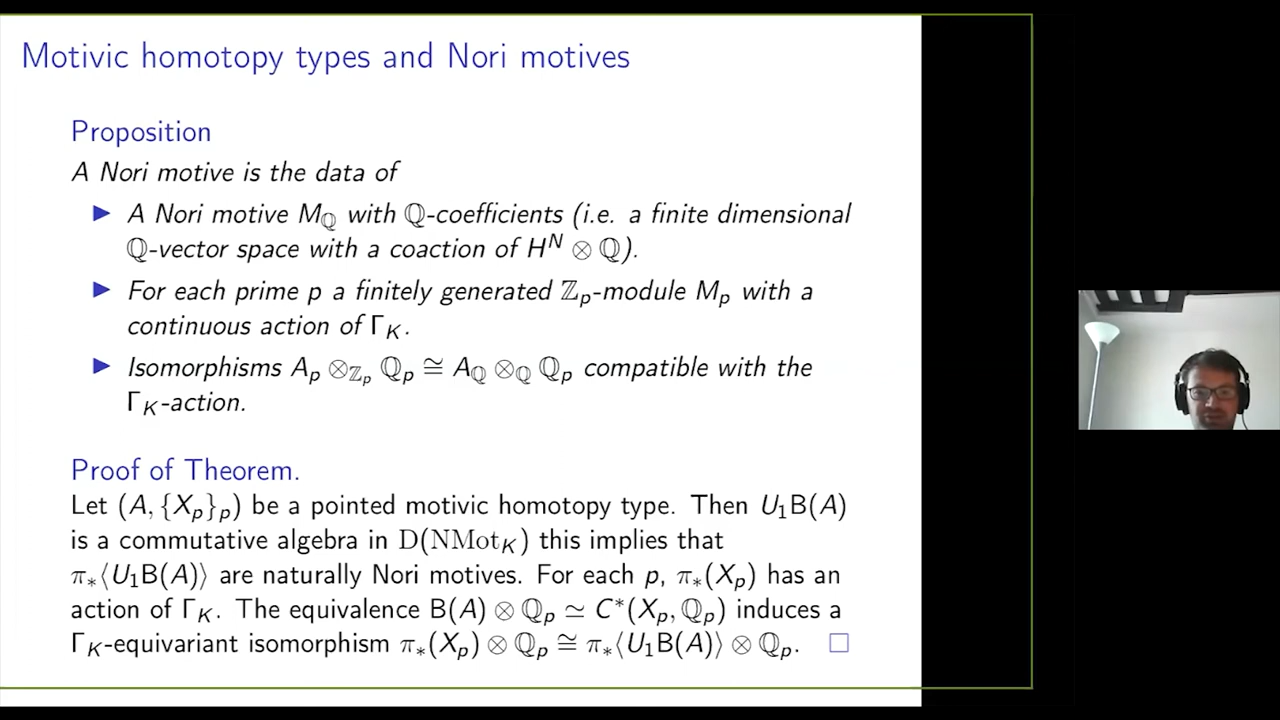 Motivic homotopy types and Nori motives
Proposition
A Nori motive is the data of
▶ A Nori motive M_ℚ with ℚ-coefficients (i.e. a finite dimensional
ℚ-vector space with a coaction of H^N ⊗ ℚ).
▶ For each prime p a finitely generated ℤ_p-module M_p with a
continuous action of Γ_K.
▶ Isomorphisms A_p ⊗_{ℤ_p} ℚ_p ≅ A_ℚ ⊗_ℚ ℚ_p compatible with the
Γ_K-action.
Proof of Theorem.
Let (A, {X_p}_p) be a pointed motivic homotopy type. Then U_1B(A)
is a commutative algebra in D(NMot_K) this implies that
π_*⟨U_1B(A)⟩ are naturally Nori motives. For each p, π_*(X_p) has an
action of Γ_K. The equivalence B(A) ⊗ ℚ_p ≃ C^*(X_p, ℚ_p) induces a
Γ_K-equivariant isomorphism π_*(X_p) ⊗ ℚ_p ≅ π_*⟨U_1B(A)⟩ ⊗ ℚ_p. □